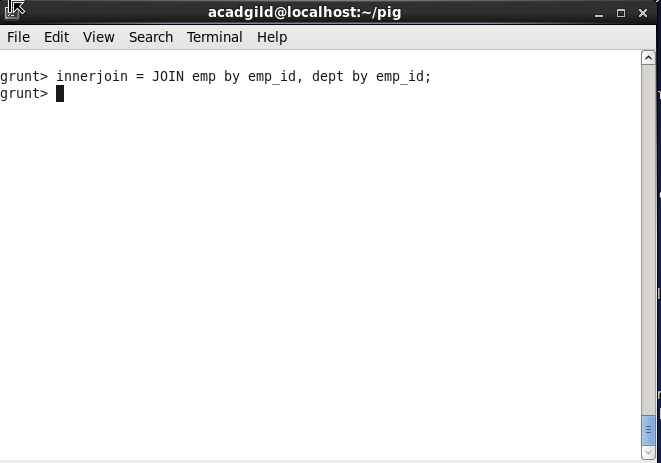 acadgild@localhost:~/pig
File Edit View Search Terminal Help
grunt> innerjoin = JOIN emp by emp_id, dept by emp_id;
grunt>